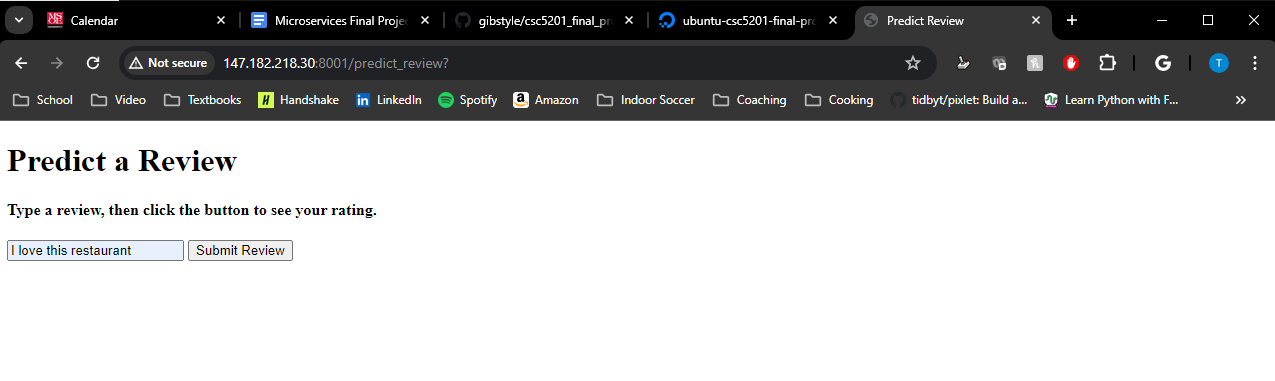 Calendar
Microservices Final Projec
gibstyle/csc5201_final_pr
ubuntu-csc5201-final-pro
Predict Review
Not secure 147.182.218.30:8001/predict_review?
T
School Video Textbooks Handshake LinkedIn Spotify Amazon Indoor Soccer Coaching Cooking tidbyt/pixlet: Build a... Learn Python with F...
Predict a Review
Type a review, then click the button to see your rating.
I love this restaurant Submit Review